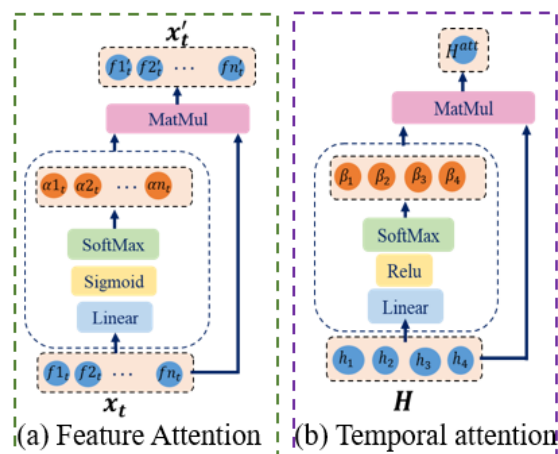 x′ₜ
f1′ₜ f2′ₜ ⋯ fn′ₜ
MatMul
α1ₜ α2ₜ ⋯ αnₜ
SoftMax
Sigmoid
Linear
f1ₜ f2ₜ ⋯ fnₜ
xₜ
(a) Feature Attention
Hᵃᵗᵗ
MatMul
β₁ β₂ β₃ β₄
SoftMax
Relu
Linear
h₁ h₂ h₃ h₄
H
(b) Temporal attention